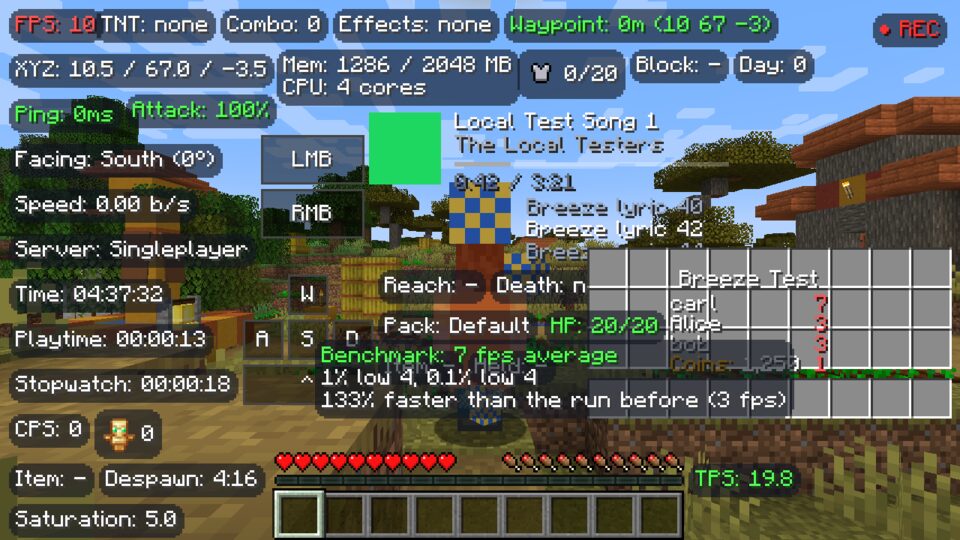 FPS: 10 TNT: none Combo: 0 Effects: none Waypoint: 0m (10 67 -3) REC
XYZ: 10.5 / 67.0 / -3.5 Mem: 1286 / 2048 MB 0/20 Block: - Day: 0
CPU: 4 cores
Ping: 0ms Attack: 100%
Local Test Song 1
The Local Testers
0:42 / 3:21
Facing: South (0°) LMB
Speed: 0.00 b/s RMB
Breeze lyric 40
Breeze lyric 42
Server: Singleplayer
Breeze Test
Time: 04:37:32 W Reach: - Death: n
carl 7
Alice 3
bob 3
Coins: 1,250 1
Playtime: 00:00:13 A S D Pack: Default HP: 20/20
Benchmark: 7 fps average
1% low 4, 0.1% low 4
133% faster than the run before (3 fps)
Stopwatch: 00:00:18 ^
CPS: 0 0
Item: - Despawn: 4:16 TPS: 19.8
Saturation: 5.0